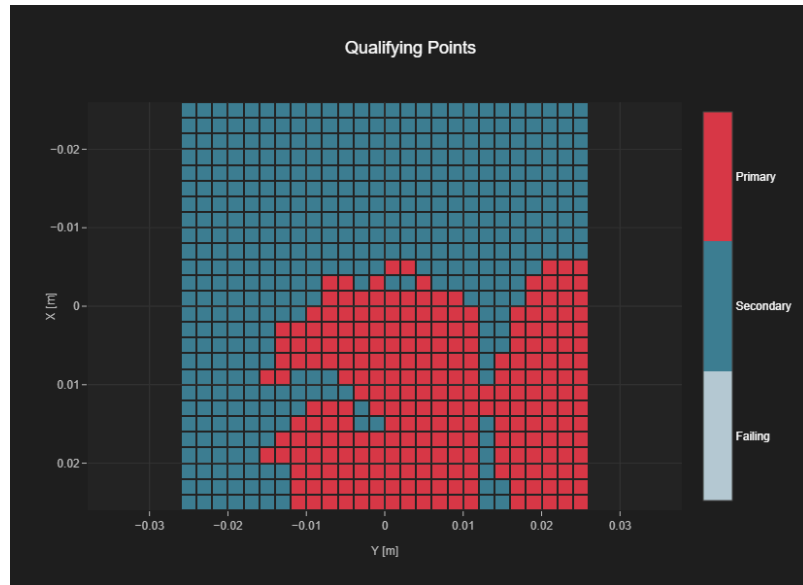 Qualifying Points
−0.02
−0.01
0
0.01
0.02
X [m]
−0.03
−0.02
−0.01
0
0.01
0.02
0.03
Y [m]
Primary
Secondary
Failing